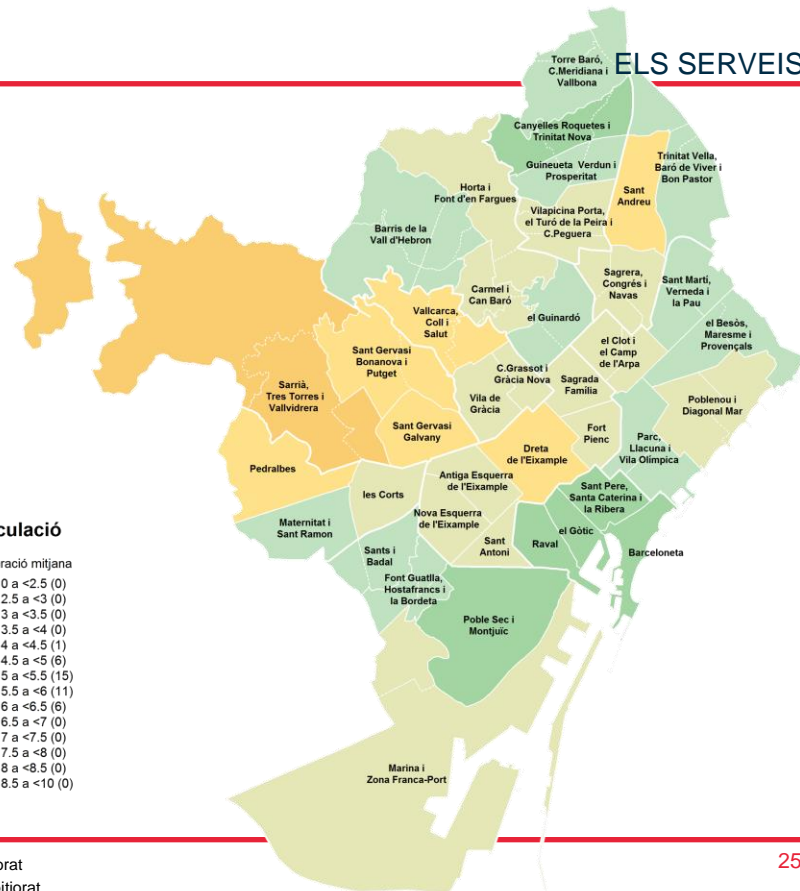 ELS SERVEIS
Torre Baró,
C.Meridiana i
Vallbona
Canyelles Roquetes i
Trinitat Nova
Guineueta Verdun i
Prosperitat
Trinitat Vella,
Baró de Viver i
Bon Pastor
Sant
Andreu
Horta i
Font d'en Fargues
Vilapicina Porta,
el Turó de la Peira i
C.Peguera
Barris de la
Vall d'Hebron
Sagrera,
Congrés i
Navas
Sant Martí,
Verneda i
la Pau
Carmel i
Can Baró
Vallcarca,
Coll i
Salut
el Guinardó
el Besòs,
Maresme i
Provençals
el Clot i
el Camp
de l'Arpa
Sant Gervasi
Bonanova i
Putget
C.Grassot i
Gràcia Nova
Sagrada
Família
Sarrià,
Tres Torres i
Vallvidrera
Vila de
Gràcia
Poblenou i
Diagonal Mar
Sant Gervasi
Galvany
Fort
Pienc
Parc,
Llacuna i
Vila Olímpica
Dreta
de l'Eixample
Pedralbes
Antiga Esquerra
de l'Eixample
les Corts
Sant Pere,
Santa Caterina i
la Ribera
Nova Esquerra
de l'Eixample
Maternitat i
Sant Ramon
el Gòtic
Sant
Antoni
Raval
Barceloneta
Sants i
Badal
Font Guatlla,
Hostafrancs i
la Bordeta
Poble Sec i
Montjuïc
Marina i
Zona Franca-Port
culació
ració mitjana
0 a <2.5 (0)
2.5 a <3 (0)
3 a <3.5 (0)
3.5 a <4 (0)
4 a <4.5 (1)
4.5 a <5 (6)
5 a <5.5 (15)
5.5 a <6 (11)
6 a <6.5 (6)
6.5 a <7 (0)
7 a <7.5 (0)
7.5 a <8 (0)
8 a <8.5 (0)
8.5 a <10 (0)
orat
25